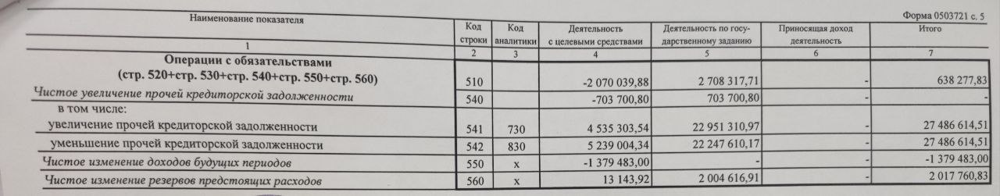 Форма 0503721 с. 5
Наименование показателя Код строки Код аналитики Деятельность с целевыми средствами Деятельность по государственному заданию Приносящая доход деятельность Итого
1 2 3 4 5 6 7
Операции с обязательствами
(стр. 520+стр. 530+стр. 540+стр. 550+стр. 560) 510 -2 070 039,88 2 708 317,71 - 638 277,83
Чистое увеличение прочей кредиторской задолженности 540 -703 700,80 703 700,80 - -
в том числе:
увеличение прочей кредиторской задолженности 541 730 4 535 303,54 22 951 310,97 - 27 486 614,51
уменьшение прочей кредиторской задолженности 542 830 5 239 004,34 22 247 610,17 - 27 486 614,51
Чистое изменение доходов будущих периодов 550 x -1 379 483,00 - - -1 379 483,00
Чистое изменение резервов предстоящих расходов 560 x 13 143,92 2 004 616,91 - 2 017 760,83